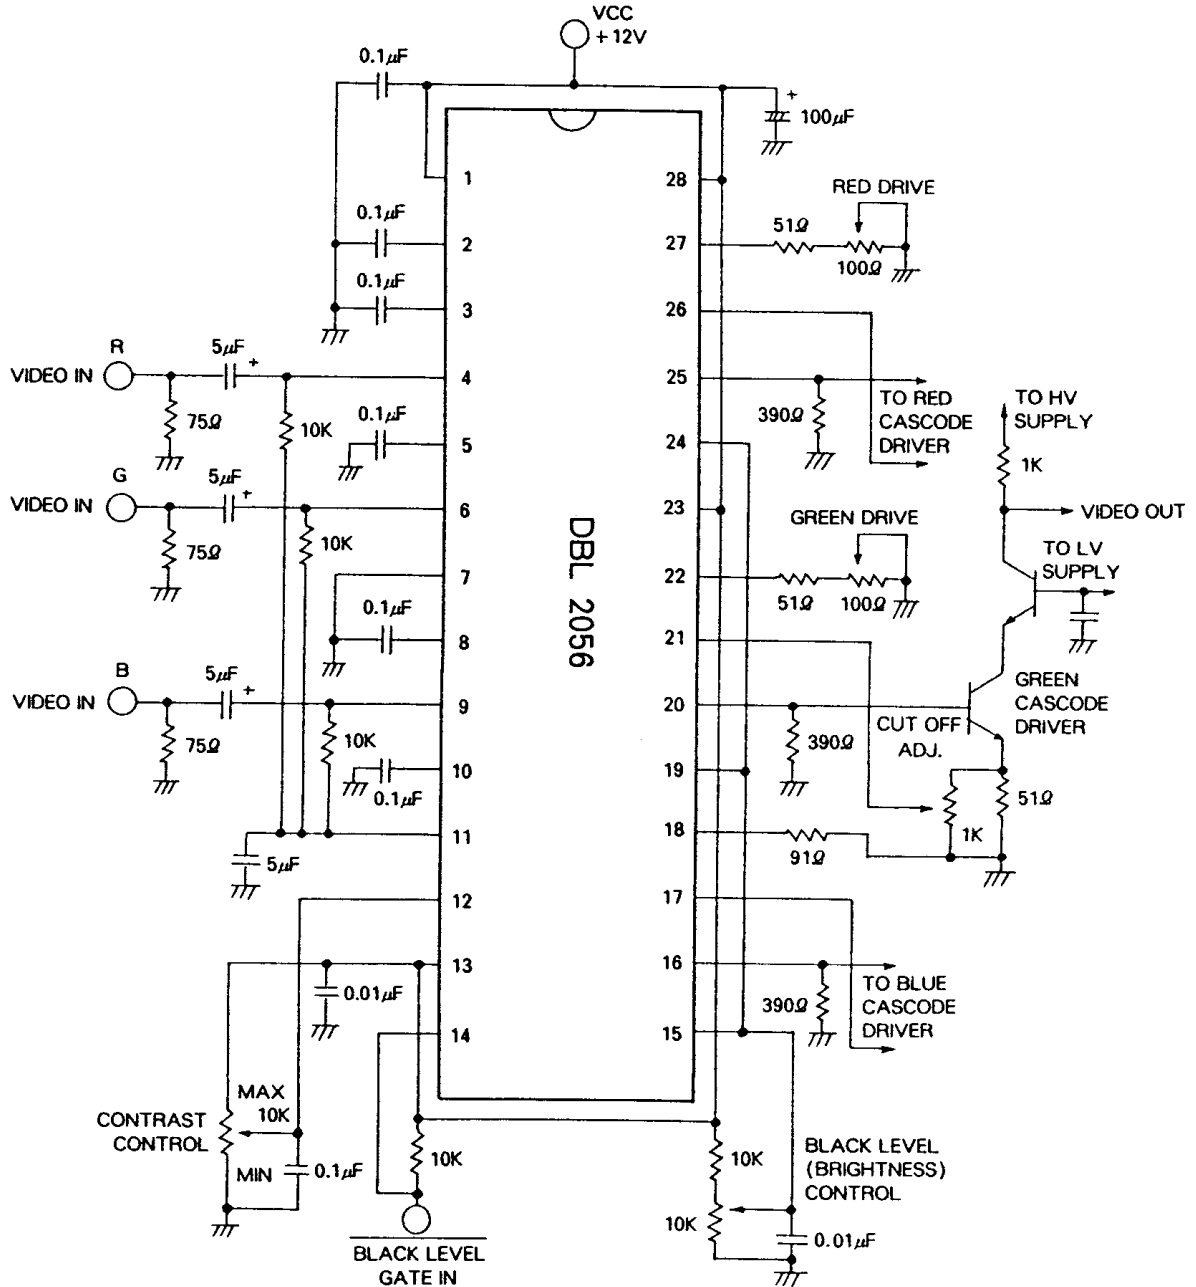 VCC
+12V
0.1µF
+
100µF
1
28
RED DRIVE
0.1µF
51Ω
2
27
100Ω
0.1µF
3
26
R
5µF
+
VIDEO IN
4
25
TO RED
CASCODE
DRIVER
TO HV
SUPPLY
75Ω
10K
0.1µF
390Ω
5
24
1K
G
5µF
+
VIDEO IN
6
23
GREEN DRIVE
VIDEO OUT
75Ω
10K
DBL 2056
TO LV
SUPPLY
7
22
51Ω
100Ω
0.1µF
8
21
B
5µF
+
VIDEO IN
9
20
GREEN
CASCODE
DRIVER
75Ω
10K
390Ω
CUT OFF
ADJ.
10
19
0.1µF
51Ω
11
18
1K
5µF
91Ω
12
17
13
16
0.01µF
390Ω
TO BLUE
CASCODE
DRIVER
14
15
MAX
10K
CONTRAST
CONTROL
MIN
0.1µF
10K
10K
BLACK LEVEL
(BRIGHTNESS)
CONTROL
10K
0.01µF
BLACK LEVEL
GATE IN